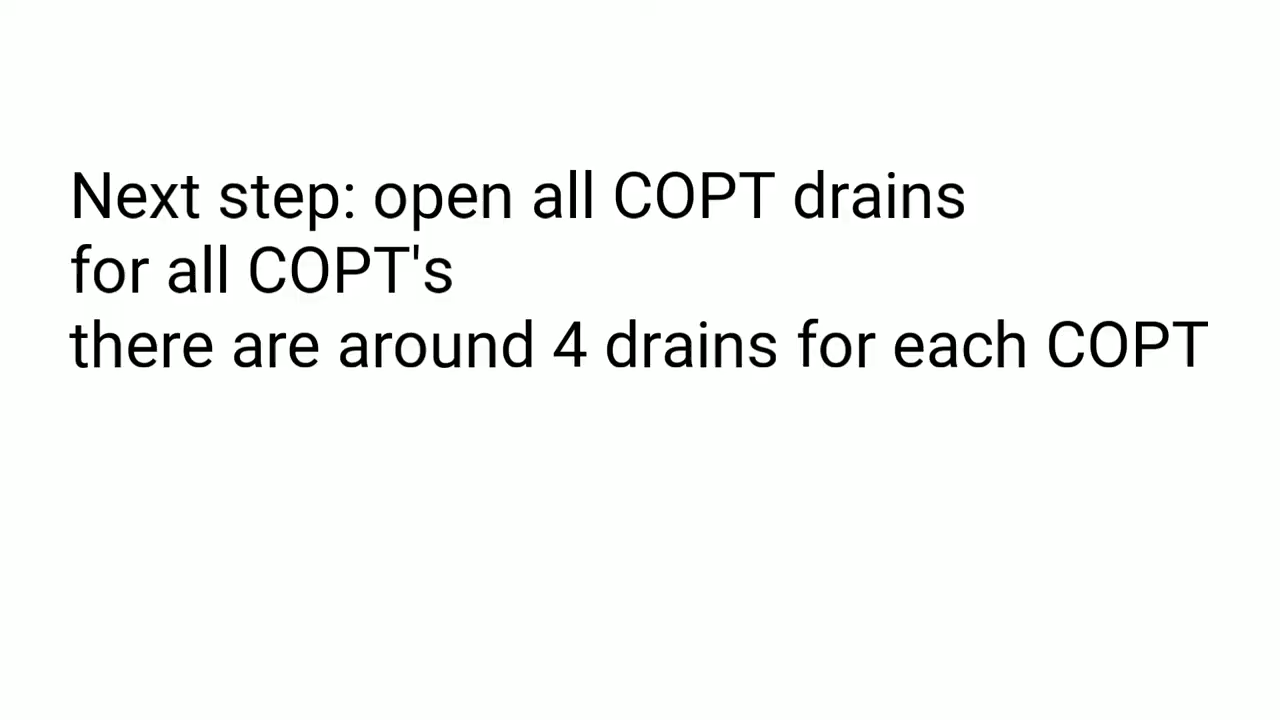 Next step: open all COPT drains
for all COPT's
there are around 4 drains for each COPT